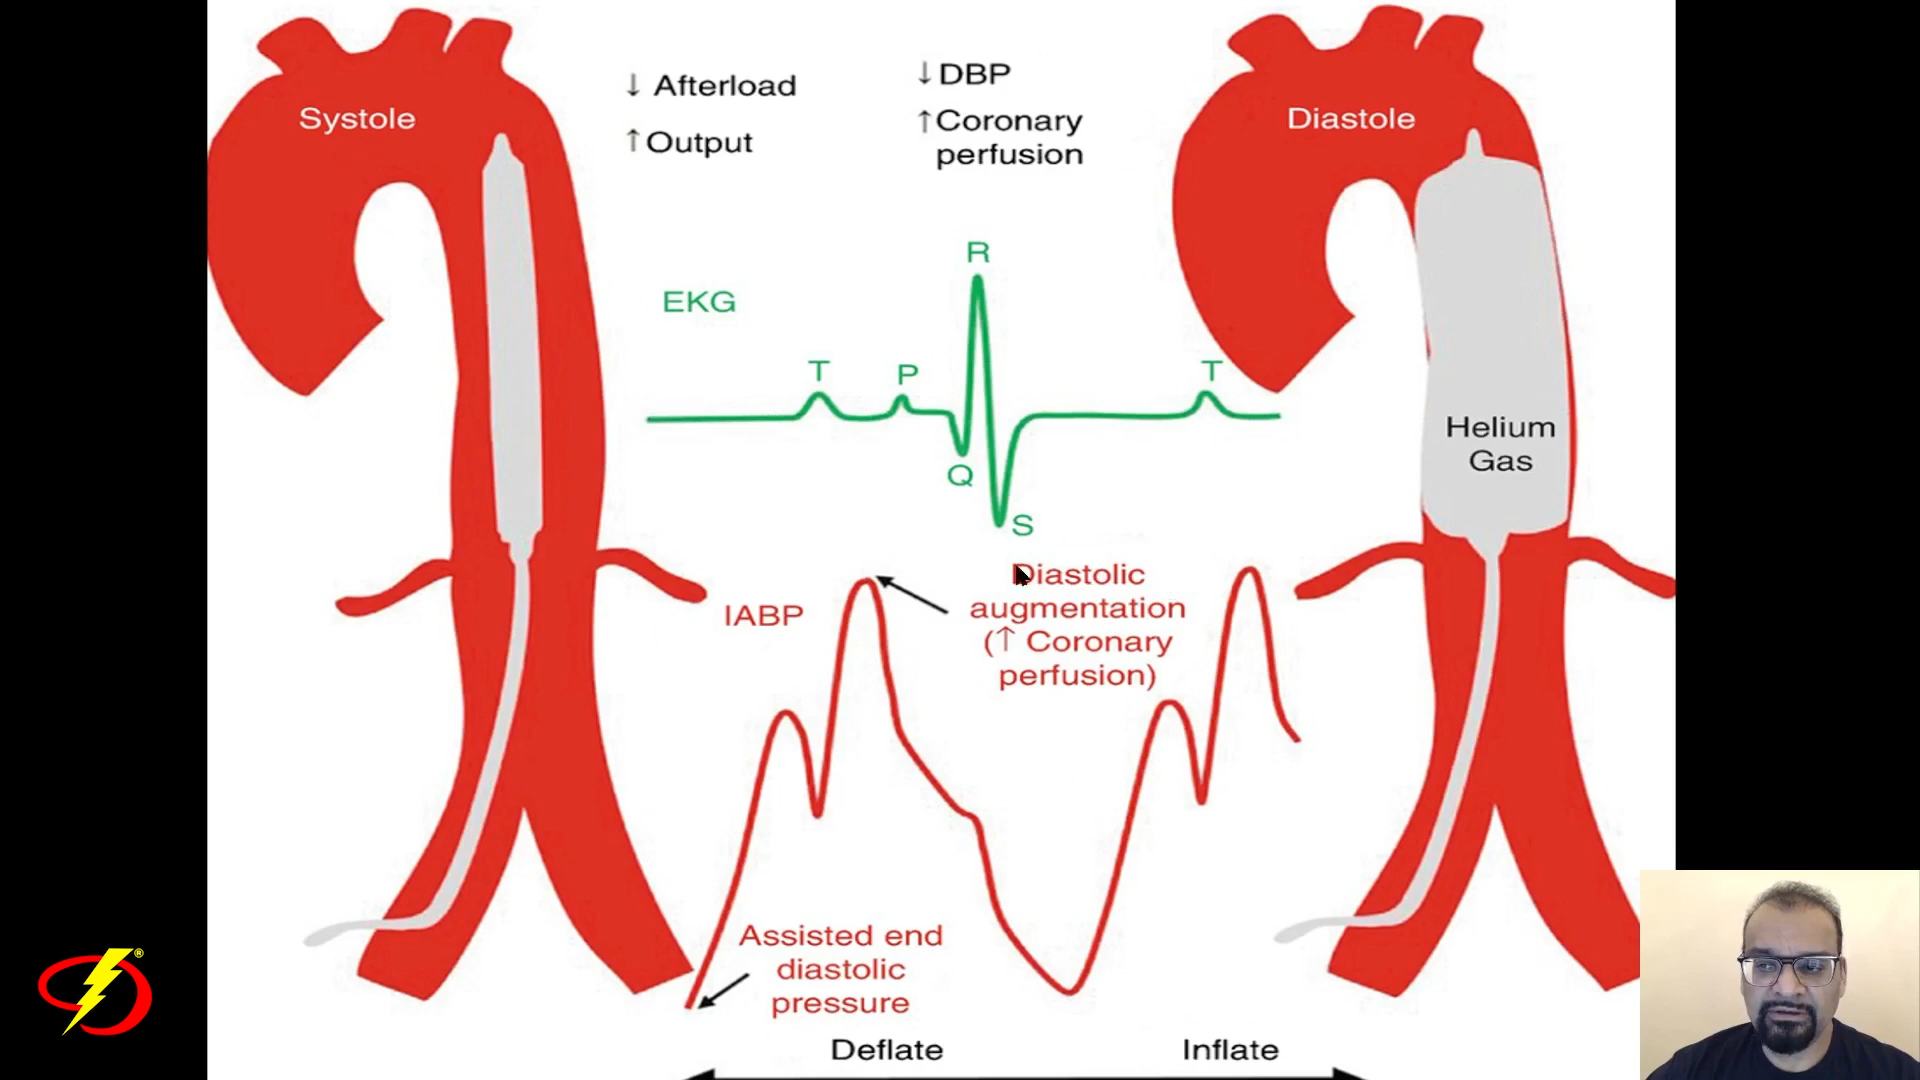 Systole
↓ Afterload
↑ Output
↓ DBP
↑ Coronary
perfusion
Diastole
R
EKG
T
P
T
Q
S
Helium
Gas
IABP
Diastolic
augmentation
(↑ Coronary
perfusion)
Assisted end
diastolic
pressure
Deflate
Inflate
®